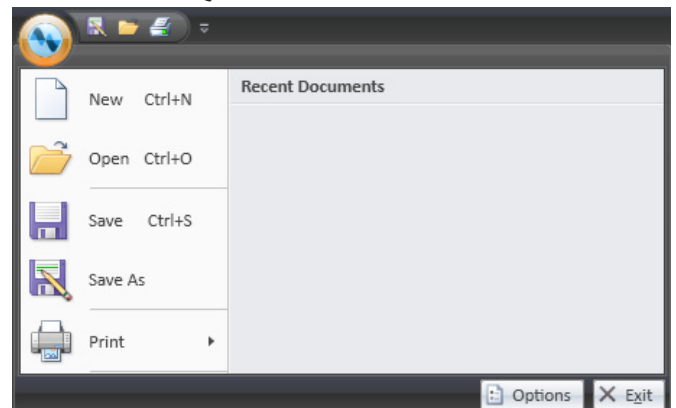 Recent Documents
New Ctrl+N
Open Ctrl+O
Save Ctrl+S
Save As
Print
Options
Exit